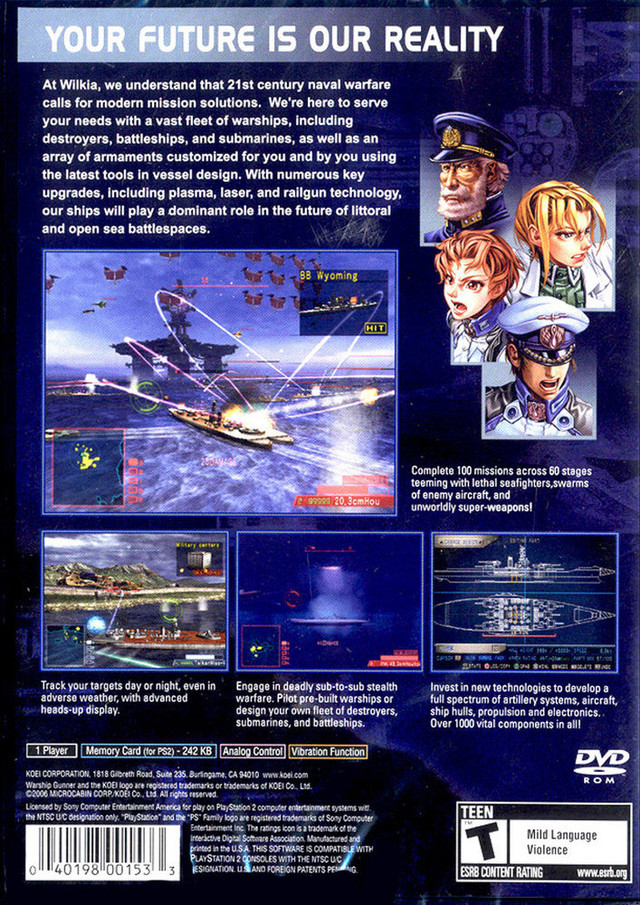 YOUR FUTURE IS OUR REALITY
At Wilkia, we understand that 21st century naval warfare
calls for modern mission solutions. We're here to serve
your needs with a vast fleet of warships, including
destroyers, battleships, and submarines, as well as an
array of armaments customized for you and by you using
the latest tools in vessel design. With numerous key
upgrades, including plasma, laser, and railgun technology,
our ships will play a dominant role in the future of littoral
and open sea battlespaces.
BB Wyoming
HIT
20.3cmHou
Complete 100 missions across 60 stages
teeming with lethal seafighters,swarms
of enemy aircraft, and
unworldly super-weapons!
Military centers
Track your targets day or night, even in
adverse weather, with advanced
heads-up display.
Engage in deadly sub-to-sub stealth
warfare. Pilot pre-built warships or
design your own fleet of destroyers,
submarines, and battleships.
Invest in new technologies to develop a
full spectrum of artillery systems, aircraft,
ship hulls, propulsion and electronics.
Over 1000 vital components in all!
1 Player
Memory Card (for PS2) - 242 KB
Analog Control
Vibration Function
DVD
ROM
KOEI CORPORATION. 1818 Gilbreth Road, Suite 235, Burlingame, CA 94010 www.koei.com
Warship Gunner and the KOEI logo are registered trademarks or trademarks of KOEI Co., Ltd.
©2006 MICROCABIN CORP./KOEI Co., Ltd. All rights reserved.
Licensed by Sony Computer Entertainment America for play on PlayStation 2 computer entertainment systems with
the NTSC U/C designation only. "PlayStation" and the "PS" Family logo are registered trademarks of Sony Computer
Entertainment Inc. The ratings icon is a trademark of the
Interactive Digital Software Association. Manufactured and
printed in the U.S.A. THIS SOFTWARE IS COMPATIBLE WITH
PLAYSTATION 2 CONSOLES WITH THE NTSC U/C
DESIGNATION. U.S. AND FOREIGN PATENTS PENDING.
0 40198 00153 3
TEEN
T
TM
Mild Language
Violence
ESRB CONTENT RATING www.esrb.org